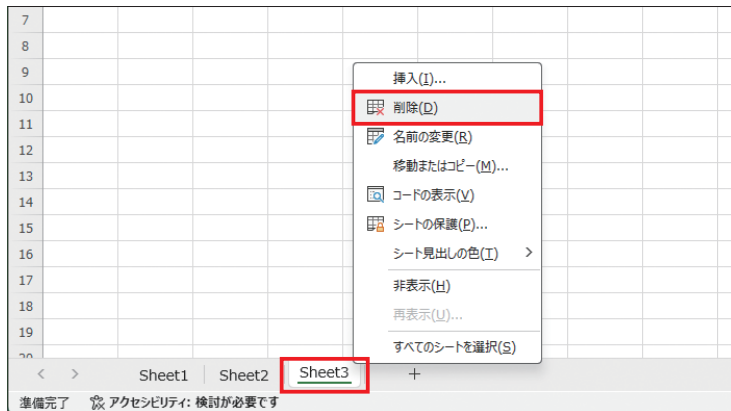 7
8
9
挿入(I)...
10
削除(D)
11
名前の変更(R)
12
移動またはコピー(M)...
13
コードの表示(V)
14
シートの保護(P)...
15
シート見出しの色(T)
16
非表示(H)
17
再表示(U)...
18
すべてのシートを選択(S)
19
20
Sheet1 Sheet2 Sheet3
準備完了 アクセシビリティ: 検討が必要です